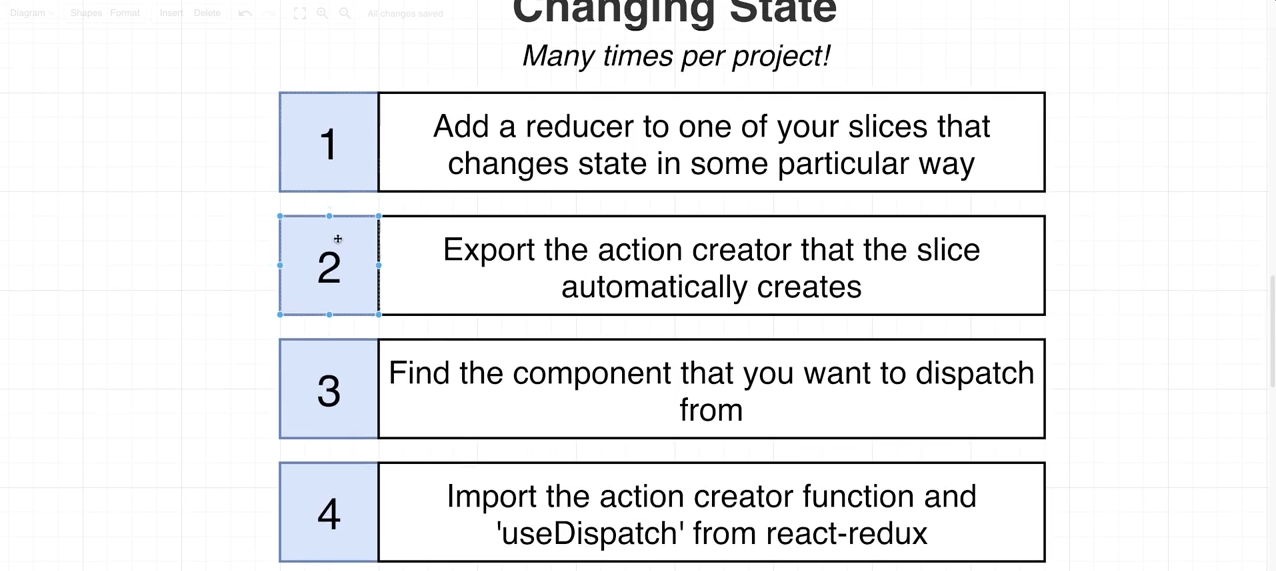 Diagram Shapes Format Insert Delete All changes saved
Changing State
Many times per project!
1
Add a reducer to one of your slices that
changes state in some particular way
2
Export the action creator that the slice
automatically creates
3
Find the component that you want to dispatch
from
4
Import the action creator function and
'useDispatch' from react-redux